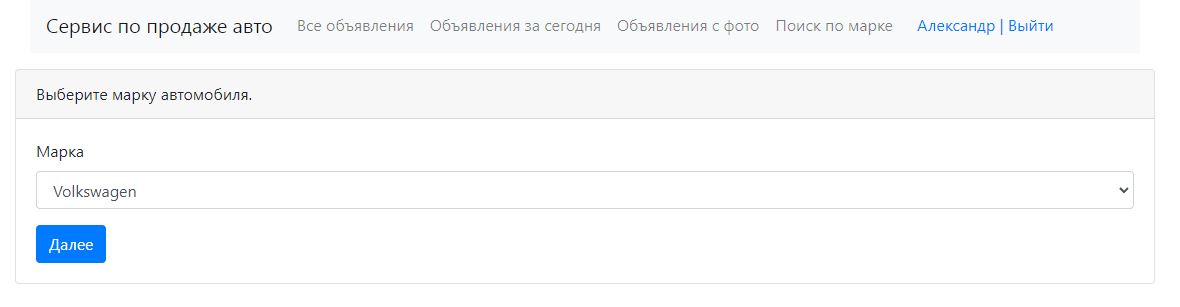 Сервис по продаже авто Все объявления Объявления за сегодня Объявления с фото Поиск по марке Александр | Выйти
Выберите марку автомобиля.
Марка
Volkswagen
Далее